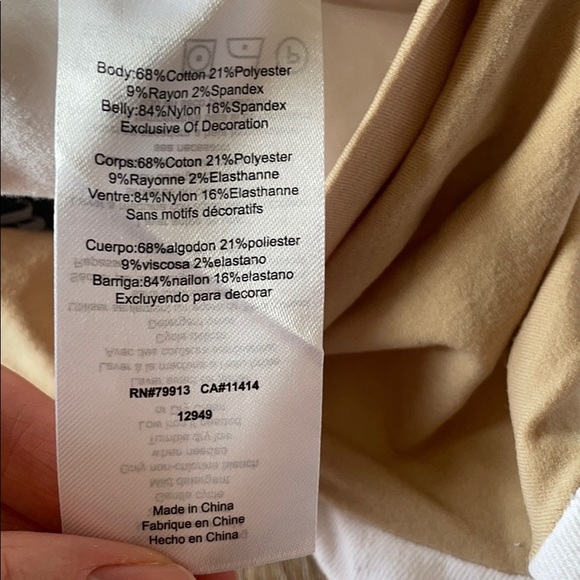 Body:68%Cotton 21%Polyester
9%Rayon 2%Spandex
Belly:84%Nylon 16%Spandex
Exclusive Of Decoration
Corps:68%Coton 21%Polyester
9%Rayonne 2%Elasthanne
Ventre:84%Nylon 16%Elasthanne
Sans motifs décoratifs
Cuerpo:68%algodon 21%poliester
9%viscosa 2%elastano
Barriga:84%nailon 16%elastano
Excluyendo para decorar
RN#79913 CA#11414
12949
Made in China
Fabrique en Chine
Hecho en China